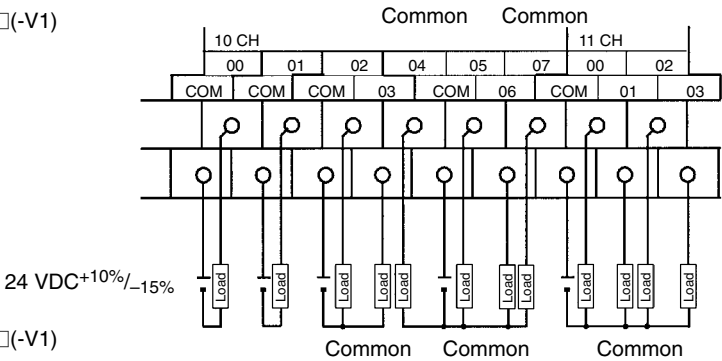 □(-V1)
Common Common
10 CH 11 CH
00 01 02 04 05 07 00 02
COM COM COM 03 COM 06 COM 01 03
24 VDC+10%/–15%
Load Load Load Load Load Load Load Load Load Load Load Load
□(-V1)
Common Common Common